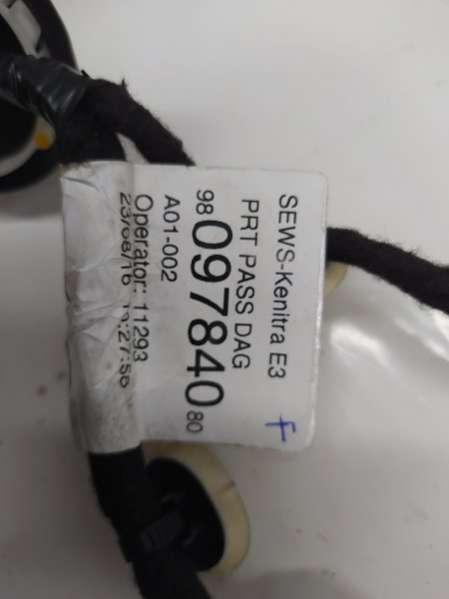 SEWS-Kenitra E3
PRT PASS DAG
98 097840 80
A01-002
Operator: 11293
F